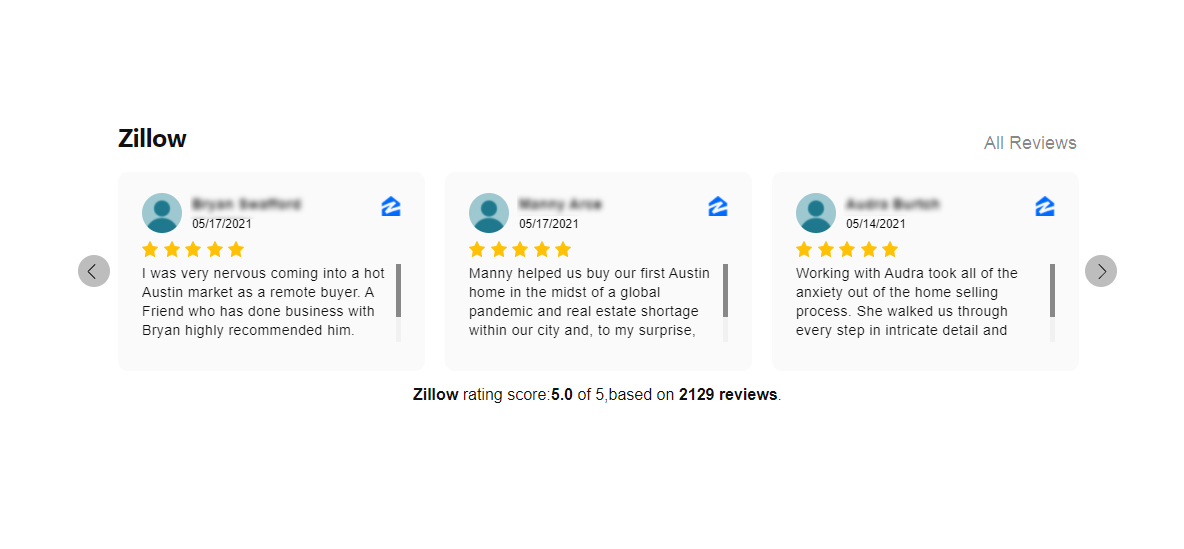 Zillow
All Reviews
05/17/2021
I was very nervous coming into a hot
Austin market as a remote buyer. A
Friend who has done business with
Bryan highly recommended him.
05/17/2021
Manny helped us buy our first Austin
home in the midst of a global
pandemic and real estate shortage
within our city and, to my surprise,
05/14/2021
Working with Audra took all of the
anxiety out of the home selling
process. She walked us through
every step in intricate detail and
Zillow rating score:5.0 of 5,based on 2129 reviews.